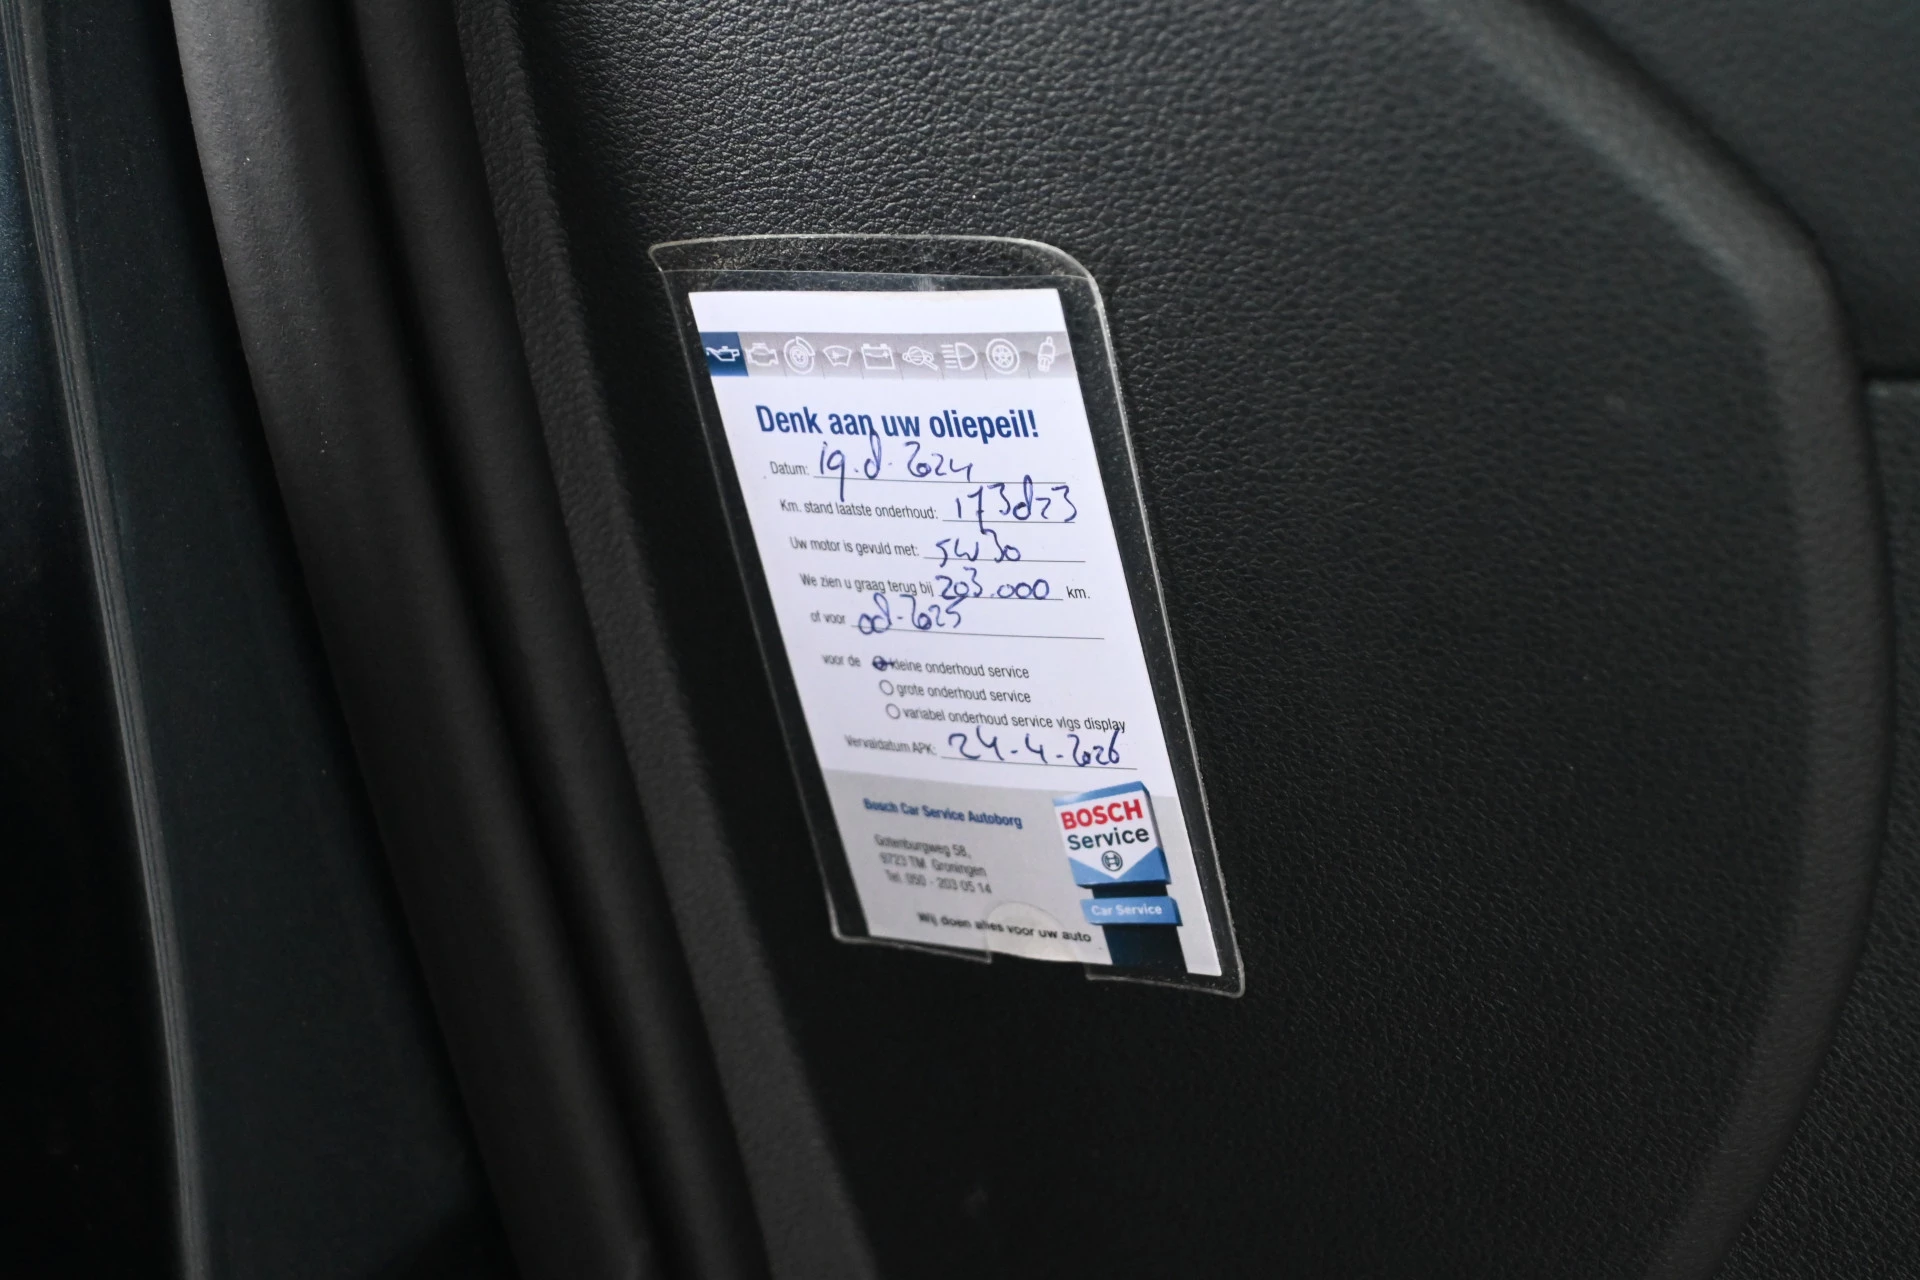 Denk aan uw oliepeil!
Datum: 19.8.2024
Km. stand laatste onderhoud: 173823
Uw motor is gevuld met: 5W30
We zien u graag terug bij 203.000 km.
of voor 08-2025
voor de kleine onderhoud service
grote onderhoud service
variabel onderhoud service vlgs display
Vervaldatum APK: 24-4-2026
Bosch Car Service Autoborg
Gotenburgweg 58,
9723 TM Groningen
Tel. 050 - 203 05 14
Wij doen alles voor uw auto
BOSCH
Service
Car Service